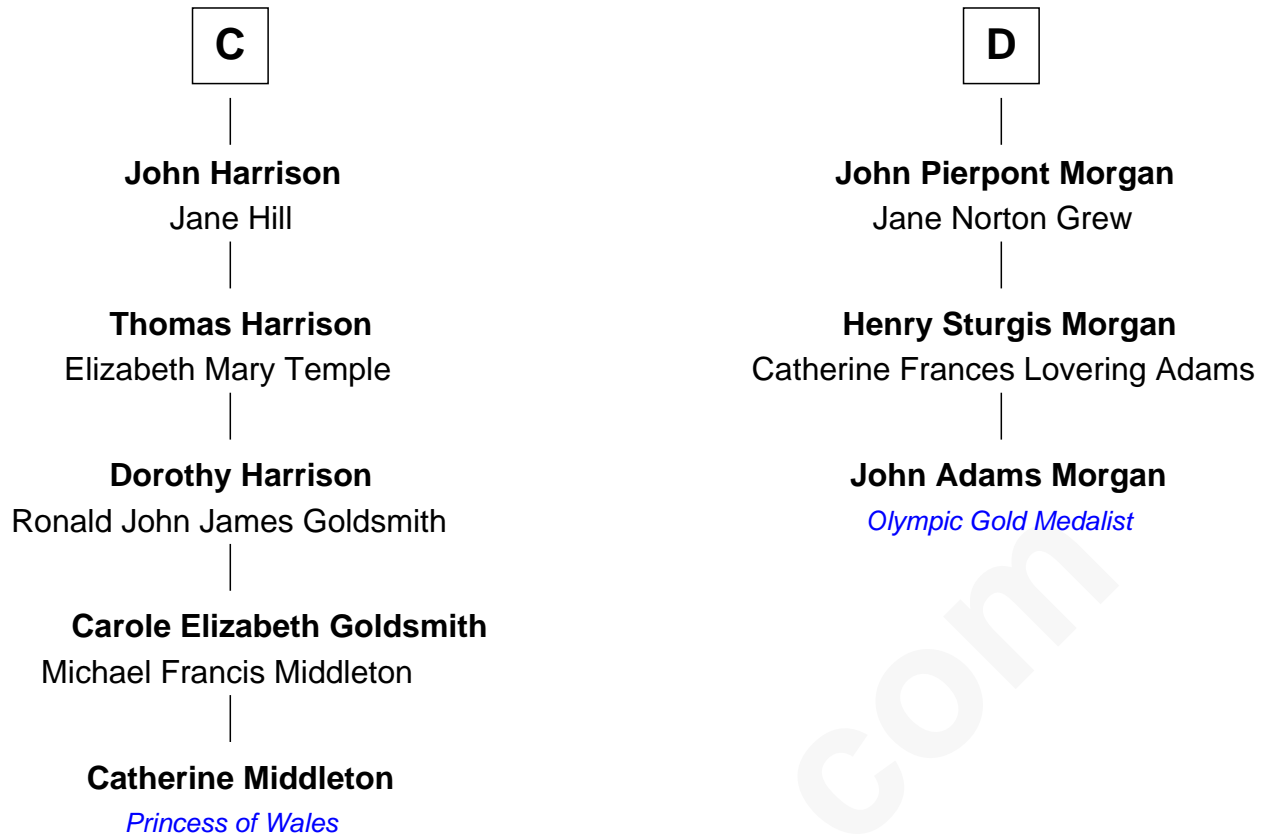 C
John Harrison
Jane Hill
Thomas Harrison
Elizabeth Mary Temple
Dorothy Harrison
Ronald John James Goldsmith
Carole Elizabeth Goldsmith
Michael Francis Middleton
Catherine Middleton
Princess of Wales
D
John Pierpont Morgan
Jane Norton Grew
Henry Sturgis Morgan
Catherine Frances Lovering Adams
John Adams Morgan
Olympic Gold Medalist
com